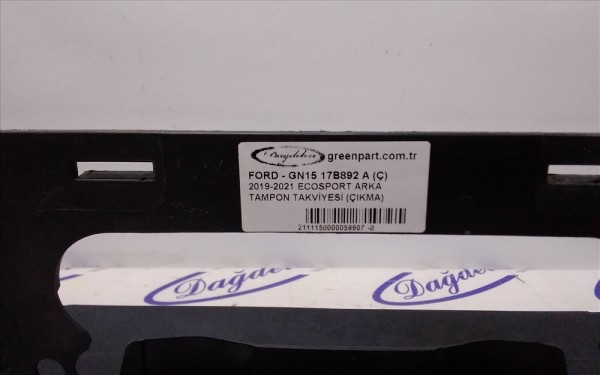 Dağdelen greenpart.com.tr
FORD - GN15 17B892 A (Ç)
2019-2021 ECOSPORT ARKA
TAMPON TAKVİYESİ (ÇIKMA)
2111150000059907 -0
Dağdelen Dağdelen